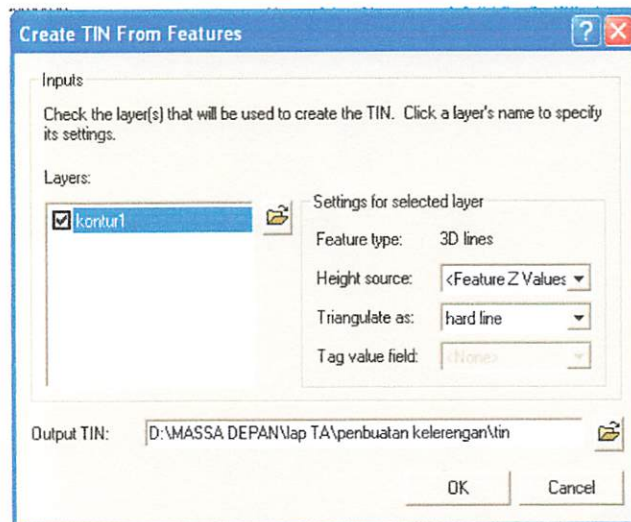 Create TIN From Features
Inputs
Check the layer(s) that will be used to create the TIN. Click a layer's name to specify
its settings.
Layers:
kontur1
Settings for selected layer
Feature type: 3D lines
Height source: <Feature Z Values
Triangulate as: hard line
Tag value field: <None>
Output TIN: D:\MASSA DEPAN\lap TA\penbuatan kelerengan\tin
OK Cancel